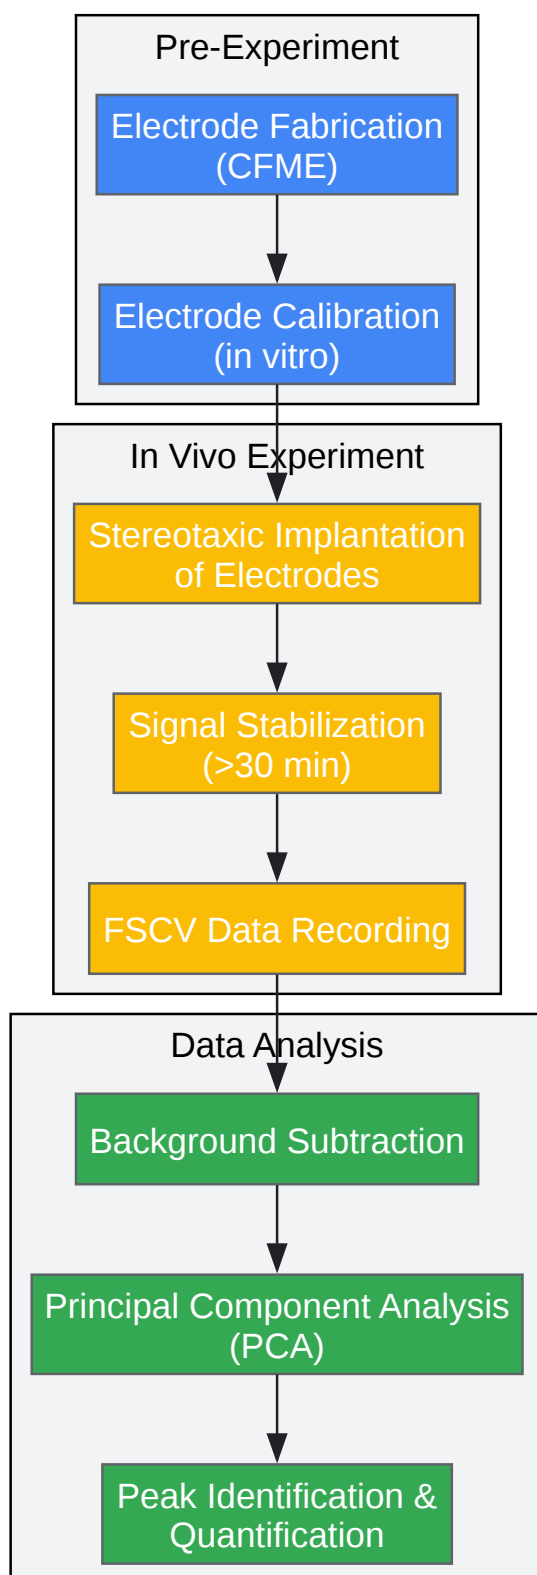 Pre-Experiment
Electrode Fabrication
(CFME)
Electrode Calibration
(in vitro)
In Vivo Experiment
Stereotaxic Implantation
of Electrodes
Signal Stabilization
(>30 min)
FSCV Data Recording
Data Analysis
Background Subtraction
Principal Component Analysis
(PCA)
Peak Identification &
Quantification